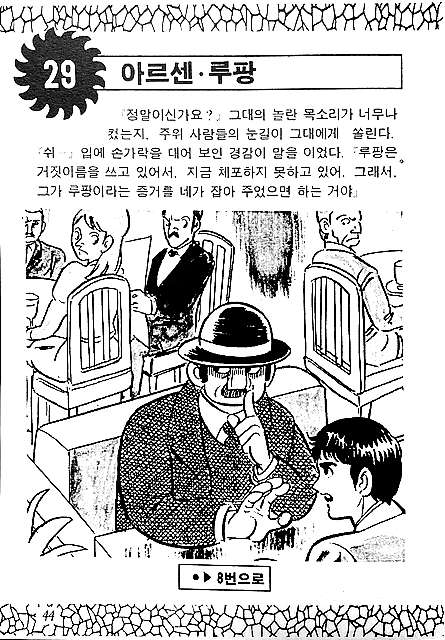 29 아르센·루팡
『정말이신가요?』 그대의 놀란 목소리가 너무나
컸는지, 주위 사람들의 눈길이 그대에게 쏠린다.
『쉬…』 입에 손가락을 대어 보인 경감이 말을 이었다. 『루팡은,
거짓이름을 쓰고 있어서, 지금 체포하지 못하고 있어. 그래서,
그가 루팡이라는 증거를 네가 잡아 주었으면 하는 거야』
●▶ 8번으로
44